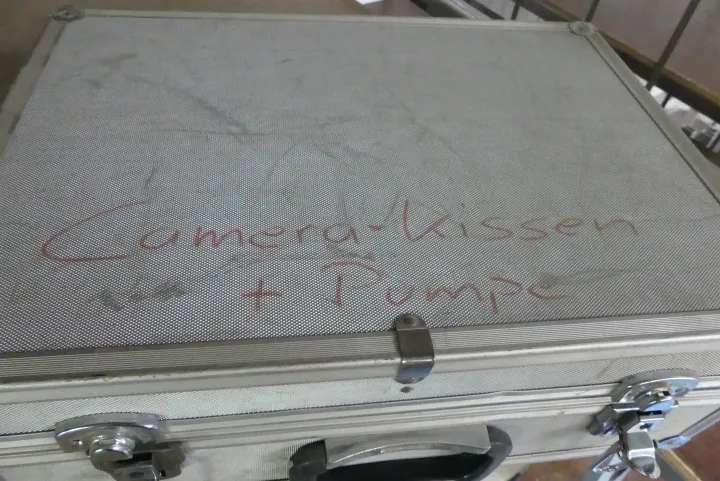 Camera-Kissen
+ Pumpe